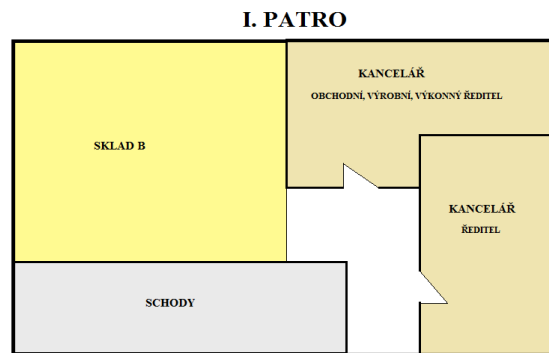 I. PATRO
KANCELÁŘ
OBCHODNÍ, VÝROBNÍ, VÝKONNÝ ŘEDITEL
SKLAD B
KANCELÁŘ
ŘEDITEL
SCHODY